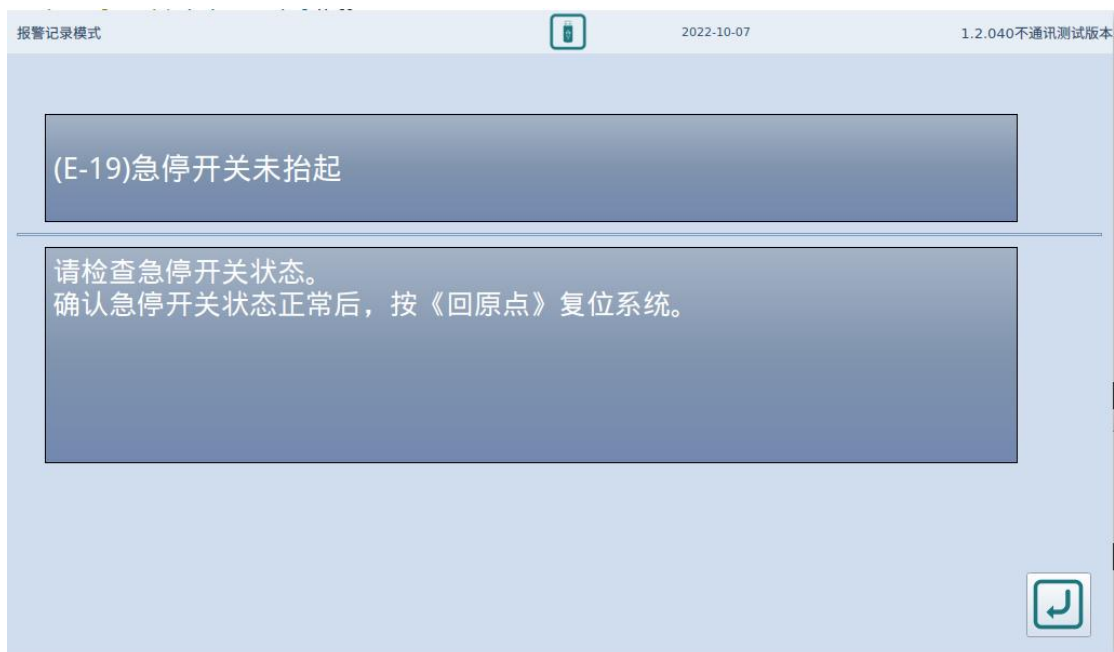 报警记录模式
2022-10-07
1.2.040不通讯测试版本
(E-19)急停开关未抬起
请检查急停开关状态。
确认急停开关状态正常后，按《回原点》复位系统。